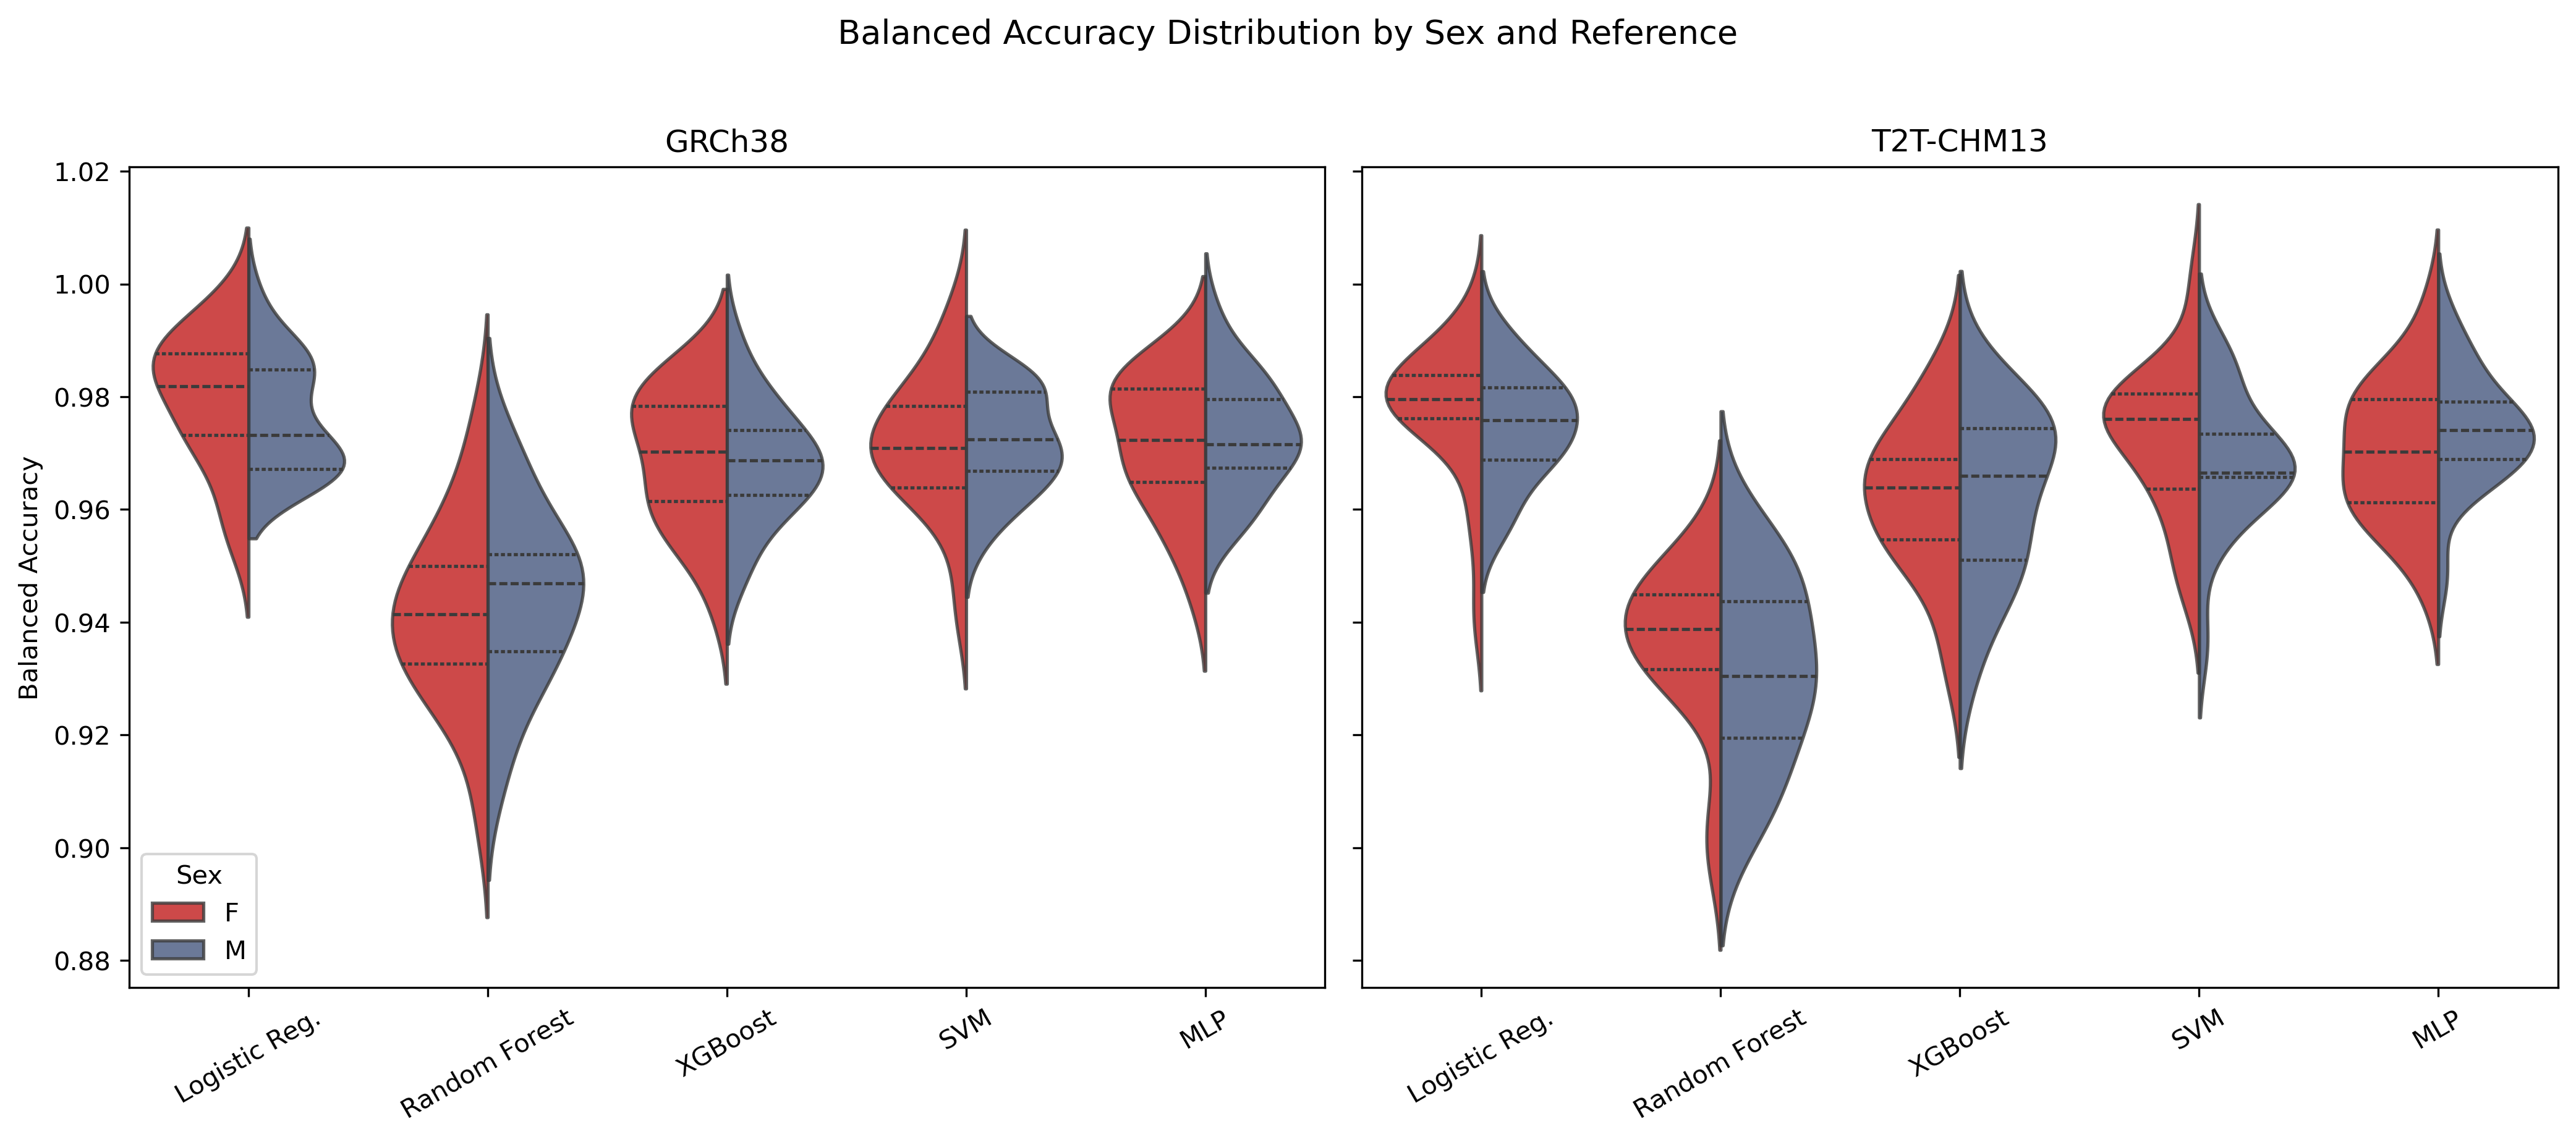 Balanced Accuracy Distribution by Sex and Reference
GRCh38
T2T-CHM13
Balanced Accuracy
1.02
1.00
0.98
0.96
0.94
0.92
0.90
0.88
Sex
F
M
Logistic Reg.
Random Forest
XGBoost
SVM
MLP
Logistic Reg.
Random Forest
XGBoost
SVM
MLP